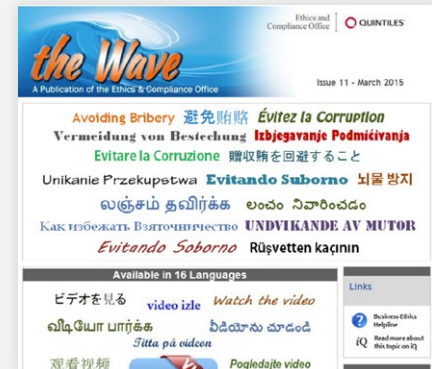 Ethics and
Compliance Office
QUINTILES
the Wave
A Publication of the Ethics & Compliance Office
Issue 11 - March 2015
Avoiding Bribery 避免贿赂 Évitez la Corruption
Vermeidung von Bestechung Izbjegavanje Podmićivanja
Evitare la Corruzione 贈収賄を回避すること
Unikanie Przekupstwa Evitando Suborno 뇌물 방지
லஞ்சம் தவிர்க்க లంచం నివారించడం
Как избежать Взяточничество UNDVIKANDE AV MUTOR
Evitando Soborno Rüşvetten kaçının
Available in 16 Languages
ビデオを見る video izle Watch the video
வீடியோ பார்க்க వీడియోను చూడండి
Titta på videon
观看视频 Pogledajte video
Links
Business Ethics
Helpline
iQ Read more about
this topic on iQ